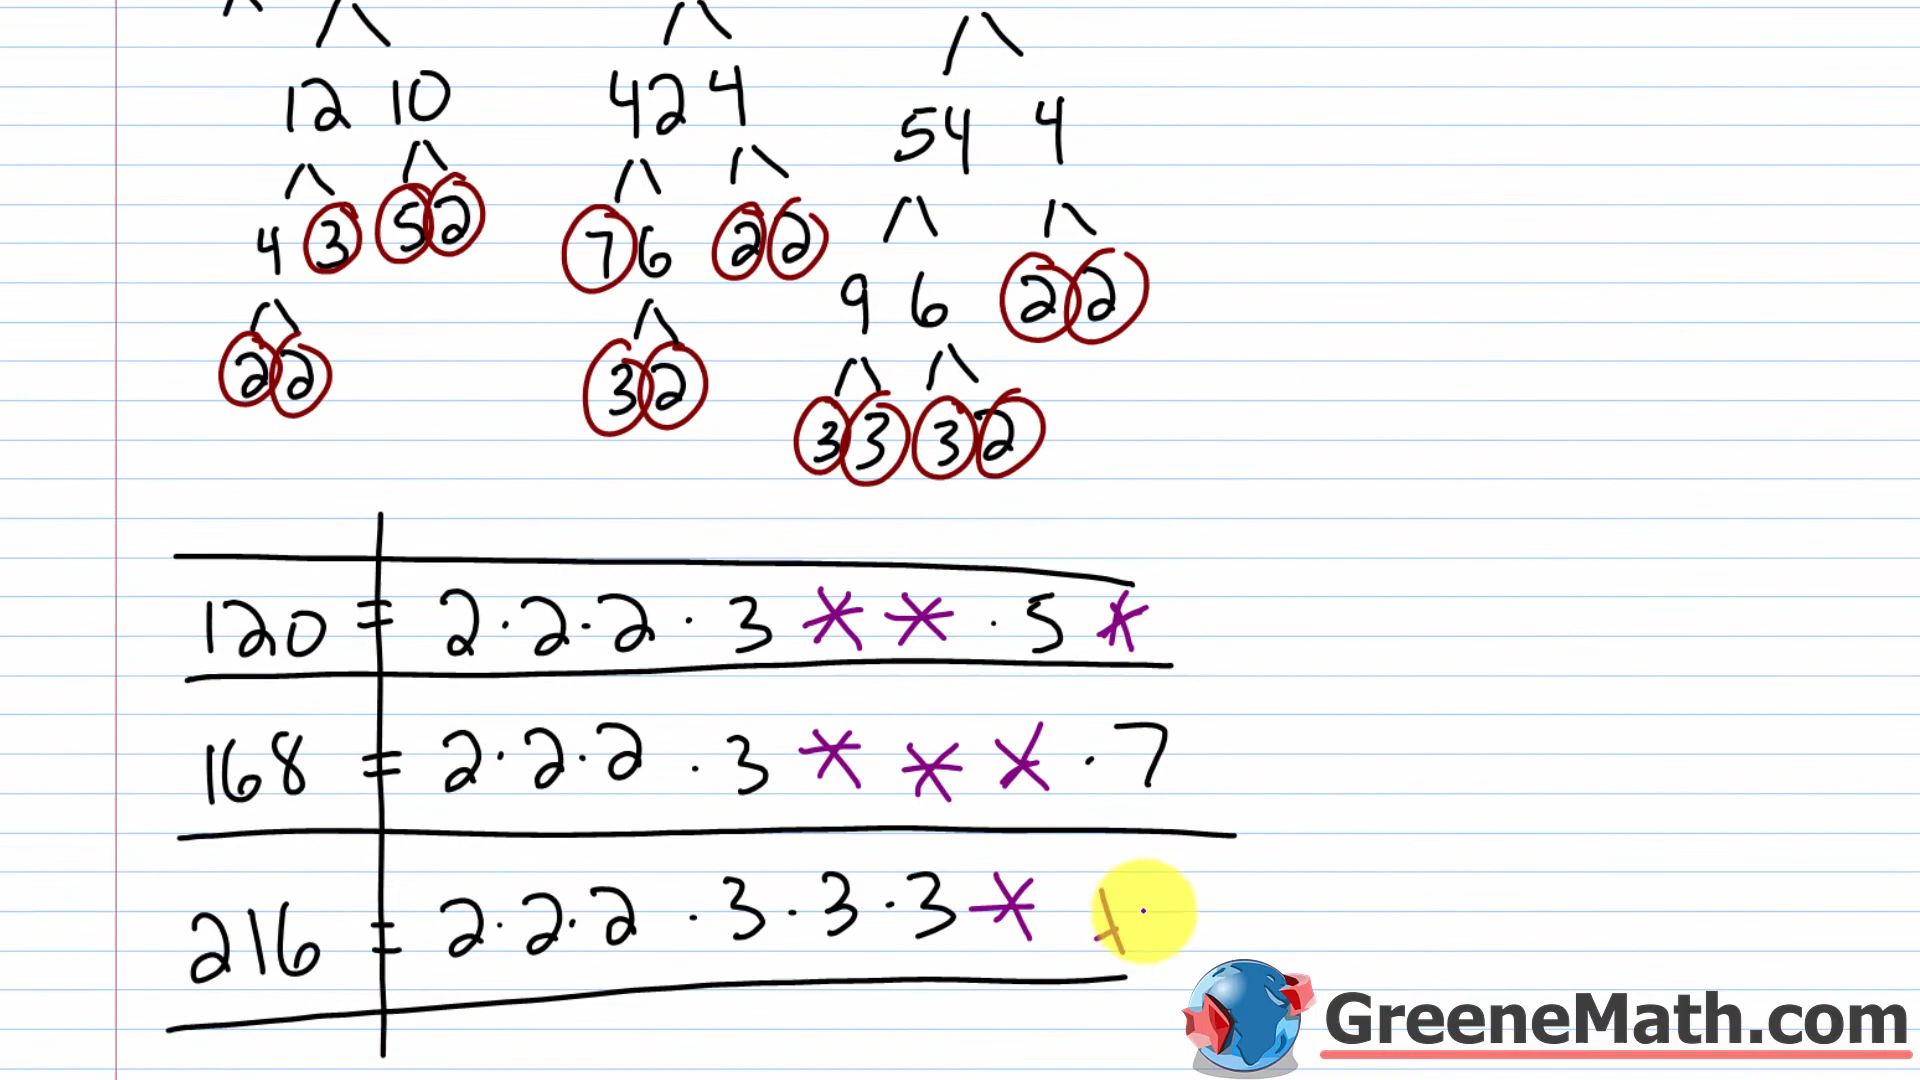 12 10 42 4
54 4
4 3 5 2 7 6 2 2
9 6 2 2
2 2 3 2
3 3 3 2
120 = 2 · 2 · 2 · 3 * * · 5 *
168 = 2 · 2 · 2 · 3 * * * · 7
216 = 2 · 2 · 2 · 3 · 3 · 3 *
GreeneMath.com